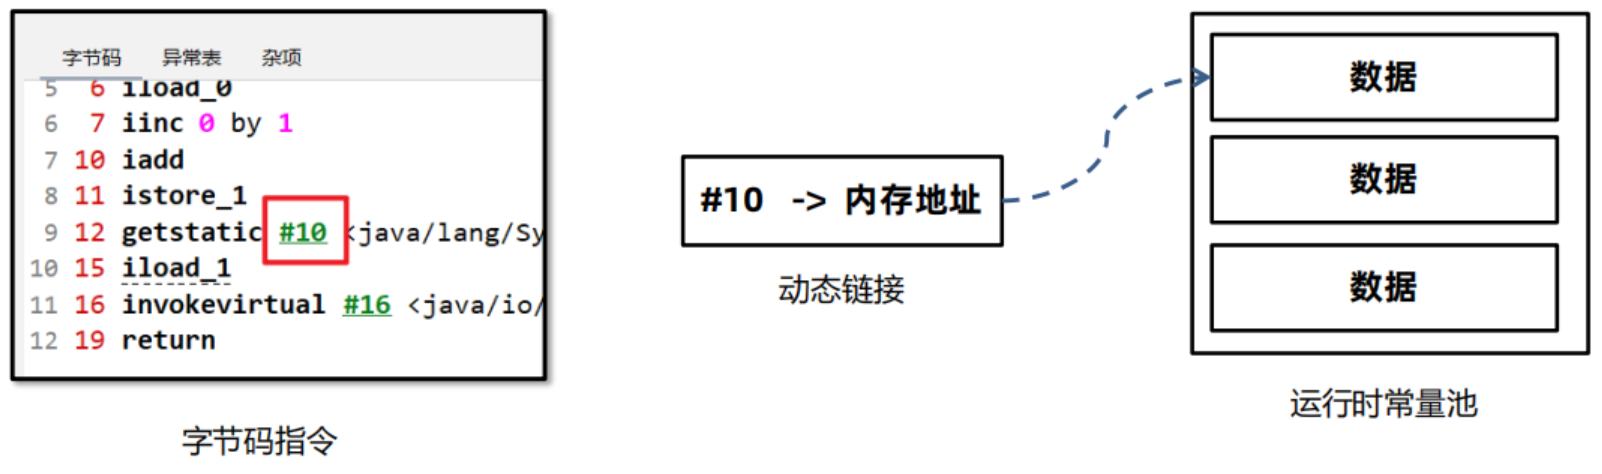 字节码 异常表 杂项
5 6 iload_0
6 7 iinc 0 by 1
7 10 iadd
8 11 istore_1
9 12 getstatic #10 <java/lang/Sy
10 15 iload_1
11 16 invokevirtual #16 <java/io/
12 19 return
字节码指令
#10 -> 内存地址
动态链接
数据
数据
数据
运行时常量池